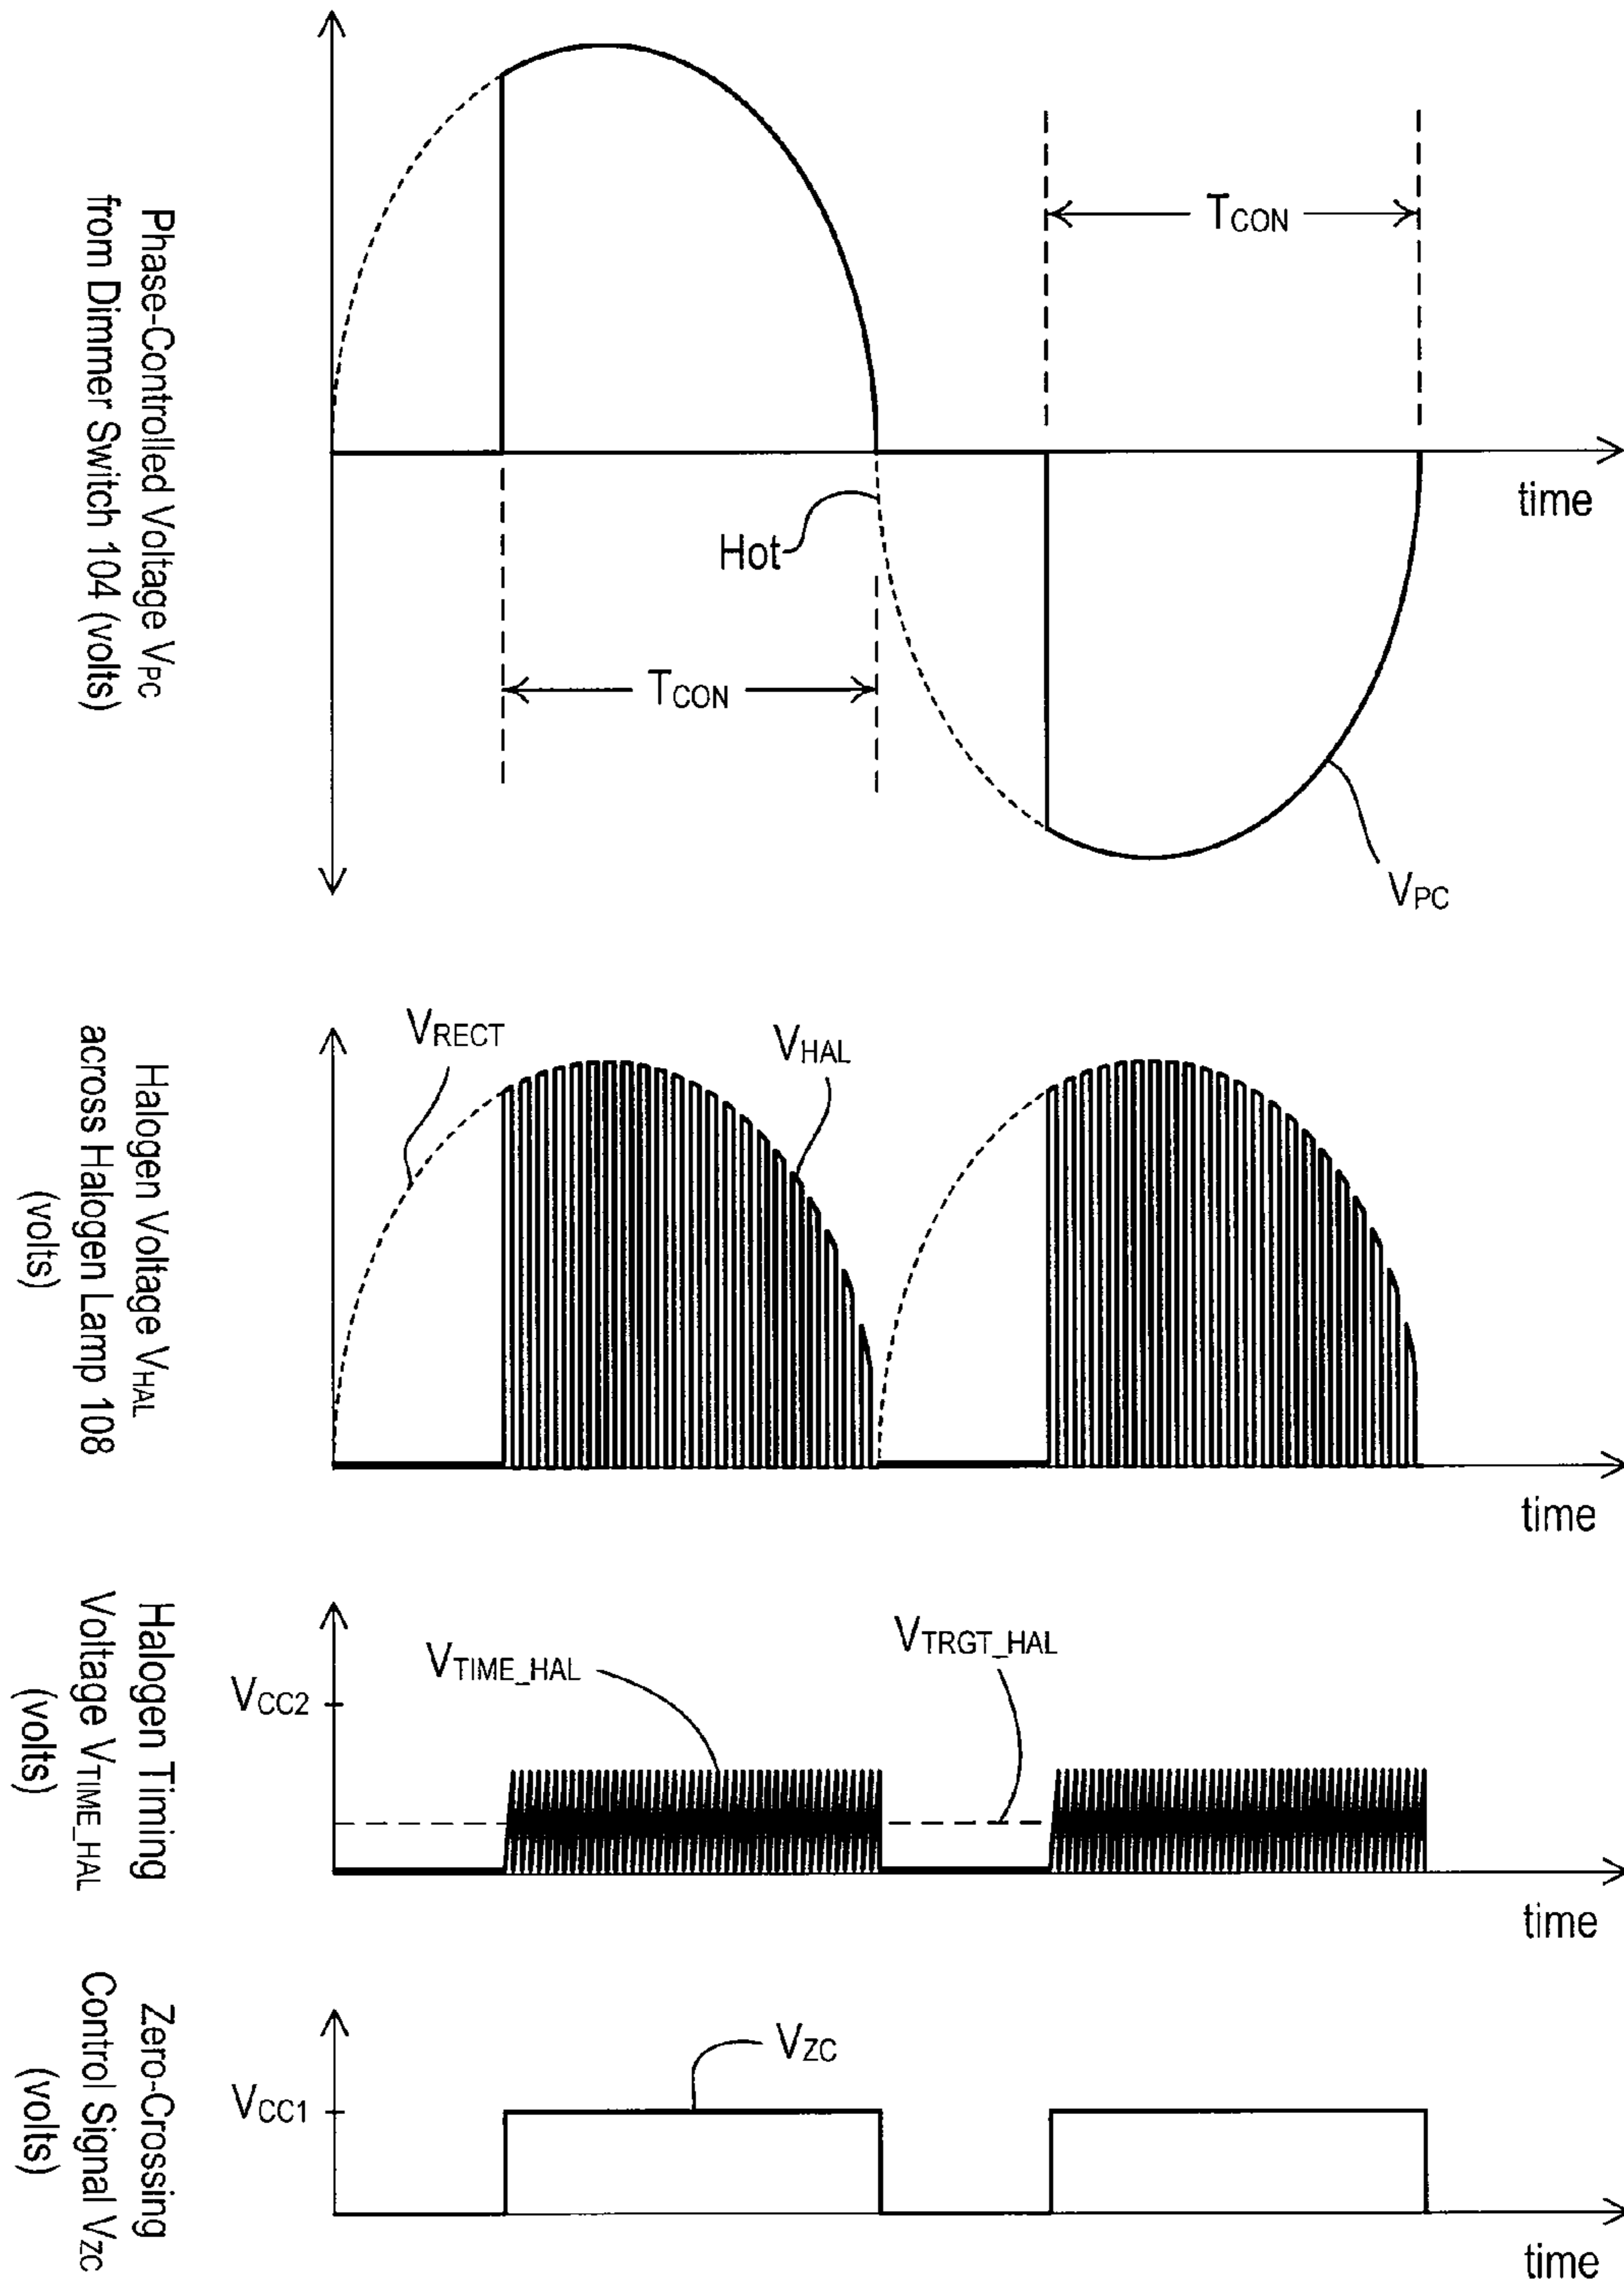 Phase-Controlled Voltage VPC
from Dimmer Switch 104 (volts)
TCON
time
Hot
TCON
VPC
Halogen Voltage VHAL
across Halogen Lamp 108
(volts)
VRECT
VHAL
time
Halogen Timing
Voltage VTIME_HAL
(volts)
VCC2
VTIME_HAL
VTRGT_HAL
time
Zero-Crossing
Control Signal VZC
(volts)
VCC1
VZC
time